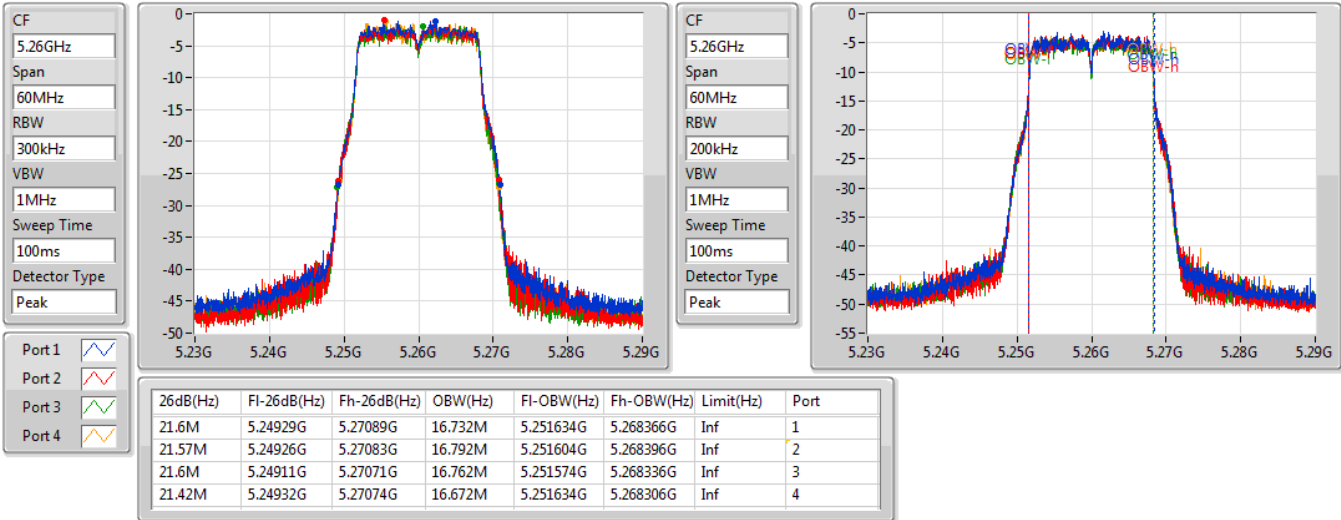 CF
5.26GHz
Span
60MHz
RBW
300kHz
VBW
1MHz
Sweep Time
100ms
Detector Type
Peak
0
-5
-10
-15
-20
-25
-30
-35
-40
-45
-50
5.23G 5.24G 5.25G 5.26G 5.27G 5.28G 5.29G
CF
5.26GHz
Span
60MHz
RBW
200kHz
VBW
1MHz
Sweep Time
100ms
Detector Type
Peak
0
-5
-10
-15
-20
-25
-30
-35
-40
-45
-50
-55
OBW-h
OBW-h
5.23G 5.24G 5.25G 5.26G 5.27G 5.28G 5.29G
Port 1
Port 2
Port 3
Port 4
26dB(Hz) Fl-26dB(Hz) Fh-26dB(Hz) OBW(Hz) Fl-OBW(Hz) Fh-OBW(Hz) Limit(Hz) Port
21.6M 5.24929G 5.27089G 16.732M 5.251634G 5.268366G Inf 1
21.57M 5.24926G 5.27083G 16.792M 5.251604G 5.268396G Inf 2
21.6M 5.24911G 5.27071G 16.762M 5.251574G 5.268336G Inf 3
21.42M 5.24932G 5.27074G 16.672M 5.251634G 5.268306G Inf 4